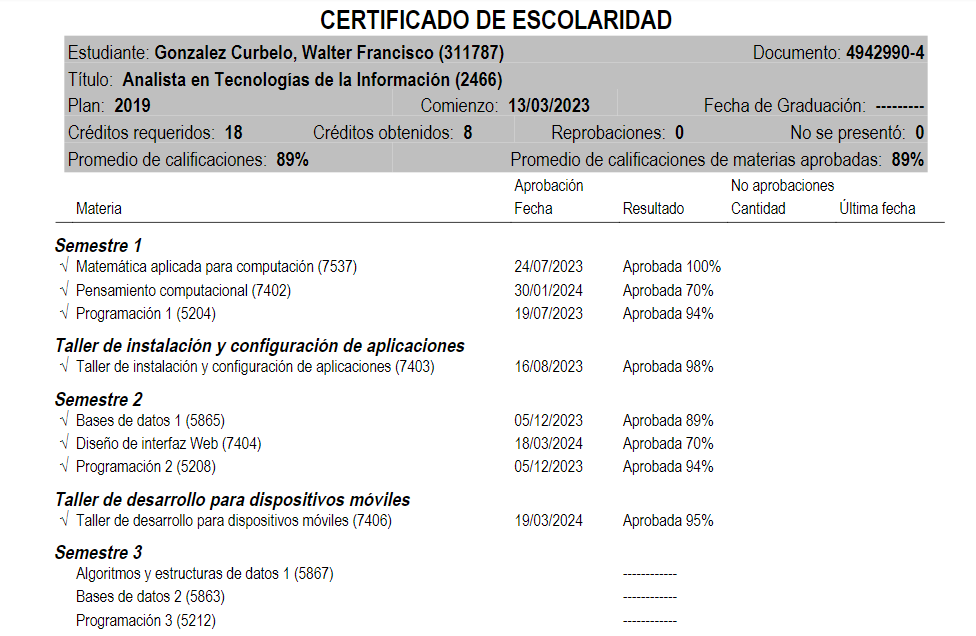 CERTIFICADO DE ESCOLARIDAD
Estudiante: Gonzalez Curbelo, Walter Francisco (311787) Documento: 4942990-4
Título: Analista en Tecnologías de la Información (2466)
Plan: 2019 Comienzo: 13/03/2023 Fecha de Graduación: ---------
Créditos requeridos: 18 Créditos obtenidos: 8 Reprobaciones: 0 No se presentó: 0
Promedio de calificaciones: 89% Promedio de calificaciones de materias aprobadas: 89%
Aprobación No aprobaciones
Materia Fecha Resultado Cantidad Última fecha
Semestre 1
√ Matemática aplicada para computación (7537) 24/07/2023 Aprobada 100%
√ Pensamiento computacional (7402) 30/01/2024 Aprobada 70%
√ Programación 1 (5204) 19/07/2023 Aprobada 94%
Taller de instalación y configuración de aplicaciones
√ Taller de instalación y configuración de aplicaciones (7403) 16/08/2023 Aprobada 98%
Semestre 2
√ Bases de datos 1 (5865) 05/12/2023 Aprobada 89%
√ Diseño de interfaz Web (7404) 18/03/2024 Aprobada 70%
√ Programación 2 (5208) 05/12/2023 Aprobada 94%
Taller de desarrollo para dispositivos móviles
√ Taller de desarrollo para dispositivos móviles (7406) 19/03/2024 Aprobada 95%
Semestre 3
Algoritmos y estructuras de datos 1 (5867) ------------
Bases de datos 2 (5863) ------------
Programación 3 (5212) ------------